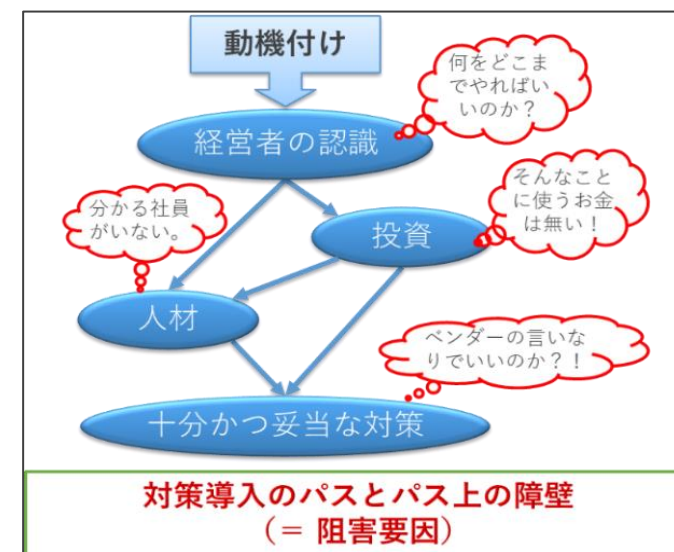 動機付け
何をどこま
でやればい
いのか？
経営者の認識
そんなこと
に使うお金
は無い！
分かる社員
がいない。
投資
人材
ベンダーの言いな
りでいいのか？！
十分かつ妥当な対策
対策導入のパスとパス上の障壁
（＝ 阻害要因）